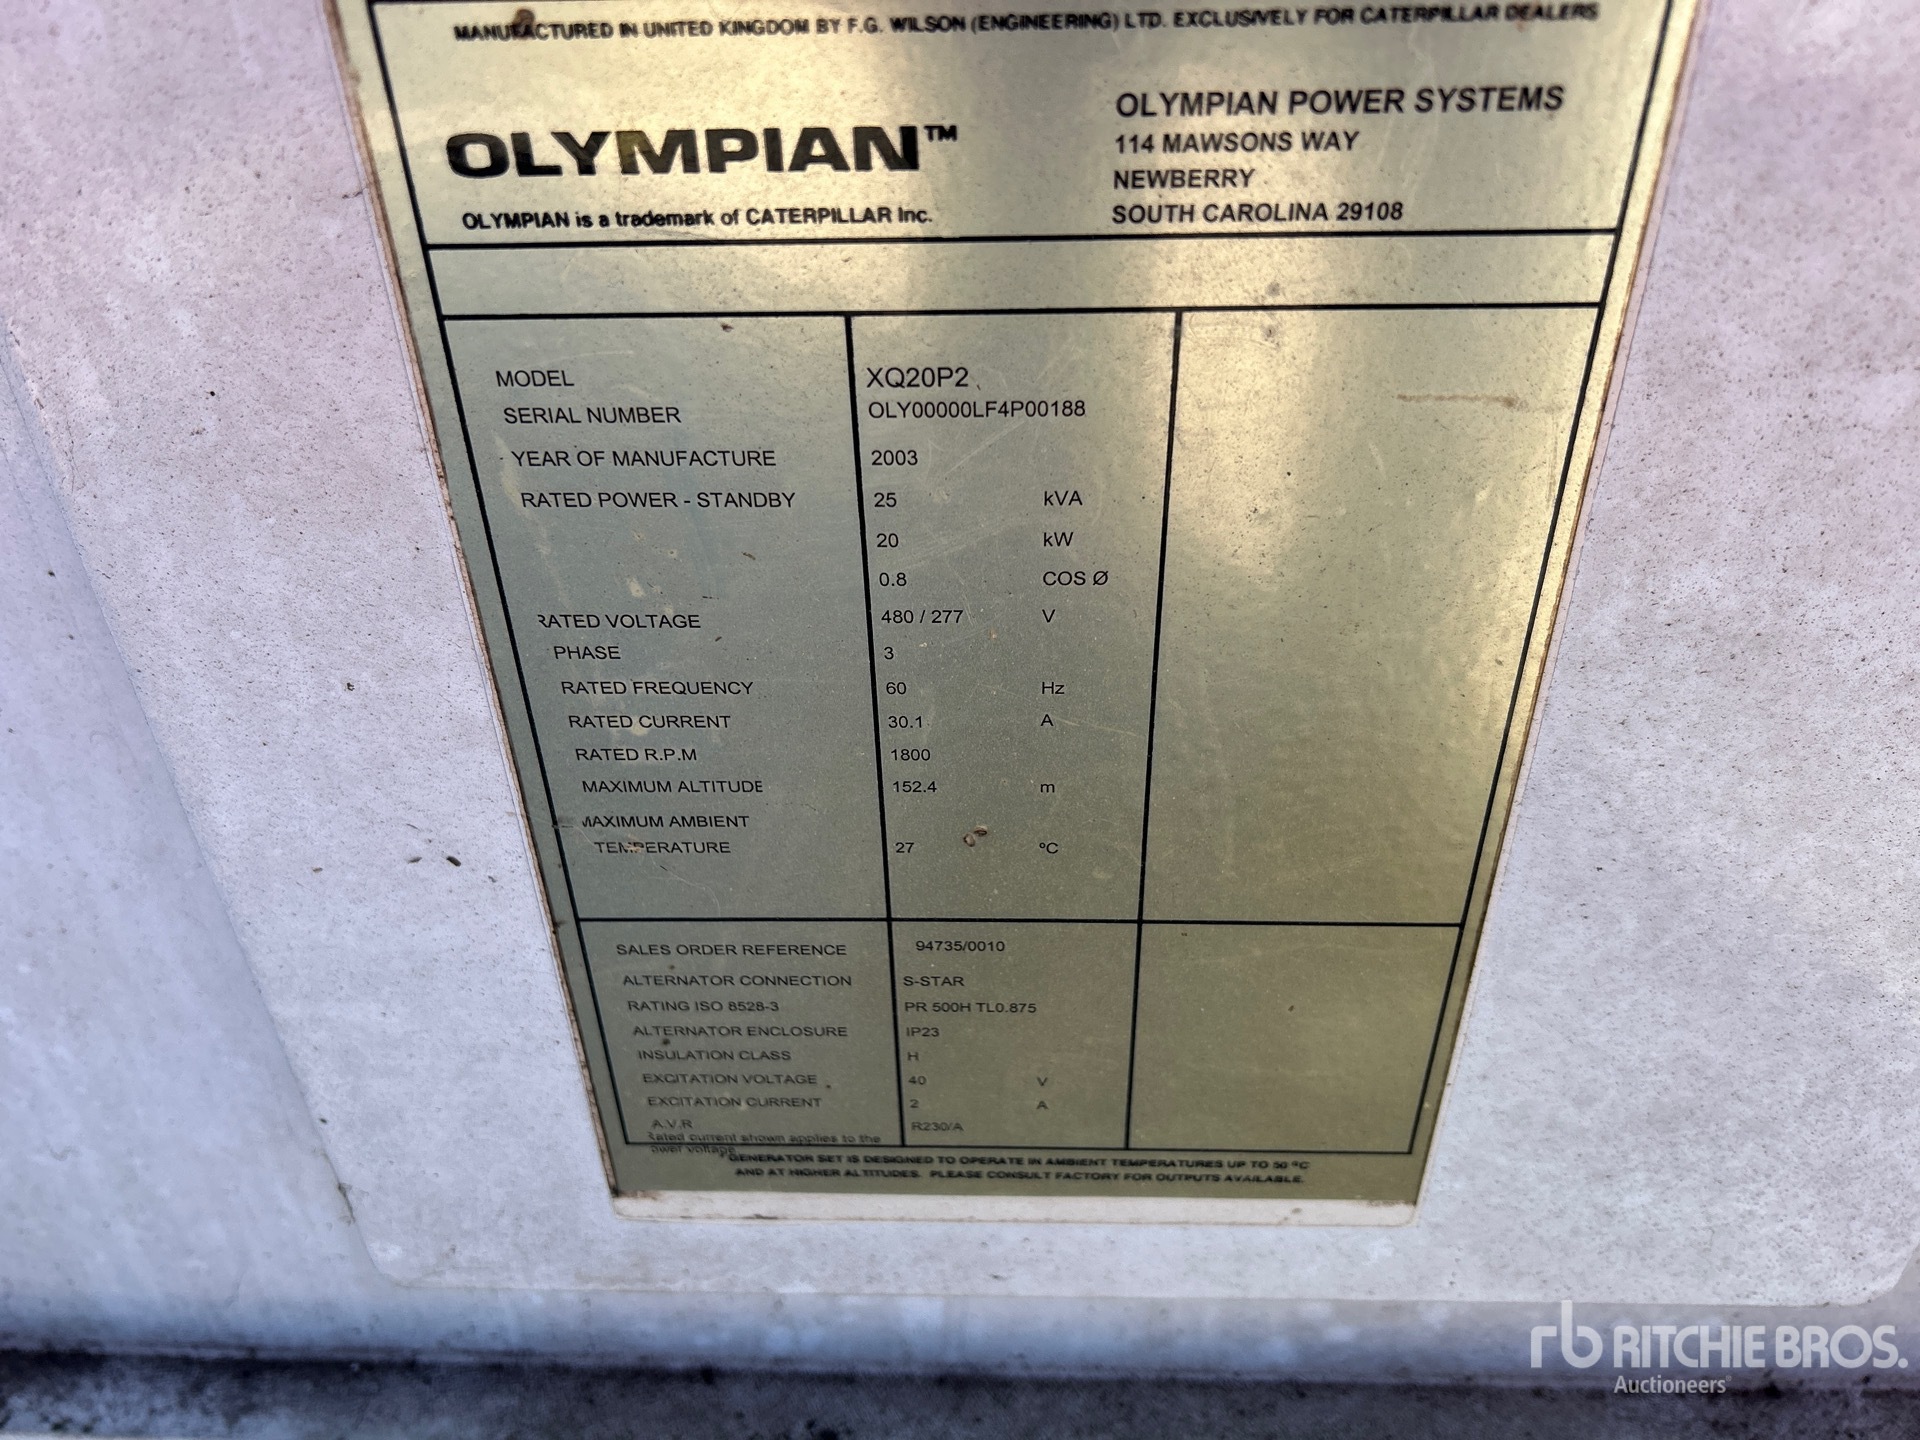 MANUFACTURED IN UNITED KINGDOM BY F.G. WILSON (ENGINEERING) LTD. EXCLUSIVELY FOR CATERPILLAR DEALERS
OLYMPIAN™
OLYMPIAN is a trademark of CATERPILLAR Inc.
OLYMPIAN POWER SYSTEMS
114 MAWSONS WAY
NEWBERRY
SOUTH CAROLINA 29108
MODEL XQ20P2
SERIAL NUMBER OLY00000LF4P00188
YEAR OF MANUFACTURE 2003
RATED POWER - STANDBY 25 kVA
20 kW
0.8 COS Ø
RATED VOLTAGE 480 / 277 V
PHASE 3
RATED FREQUENCY 60 Hz
RATED CURRENT 30.1 A
RATED R.P.M 1800
MAXIMUM ALTITUDE 152.4 m
MAXIMUM AMBIENT
TEMPERATURE 27 ºC
SALES ORDER REFERENCE 94735/0010
ALTERNATOR CONNECTION S-STAR
RATING ISO 8528-3 PR 500H TL0.875
ALTERNATOR ENCLOSURE IP23
INSULATION CLASS H
EXCITATION VOLTAGE 40 V
EXCITATION CURRENT 2 A
A.V.R R230/A
Rated current shown applies to the
lower voltage
GENERATOR SET IS DESIGNED TO OPERATE IN AMBIENT TEMPERATURES UP TO 50 ºC
AND AT HIGHER ALTITUDES. PLEASE CONSULT FACTORY FOR OUTPUTS AVAILABLE.
rb RITCHIE BROS.
Auctioneers